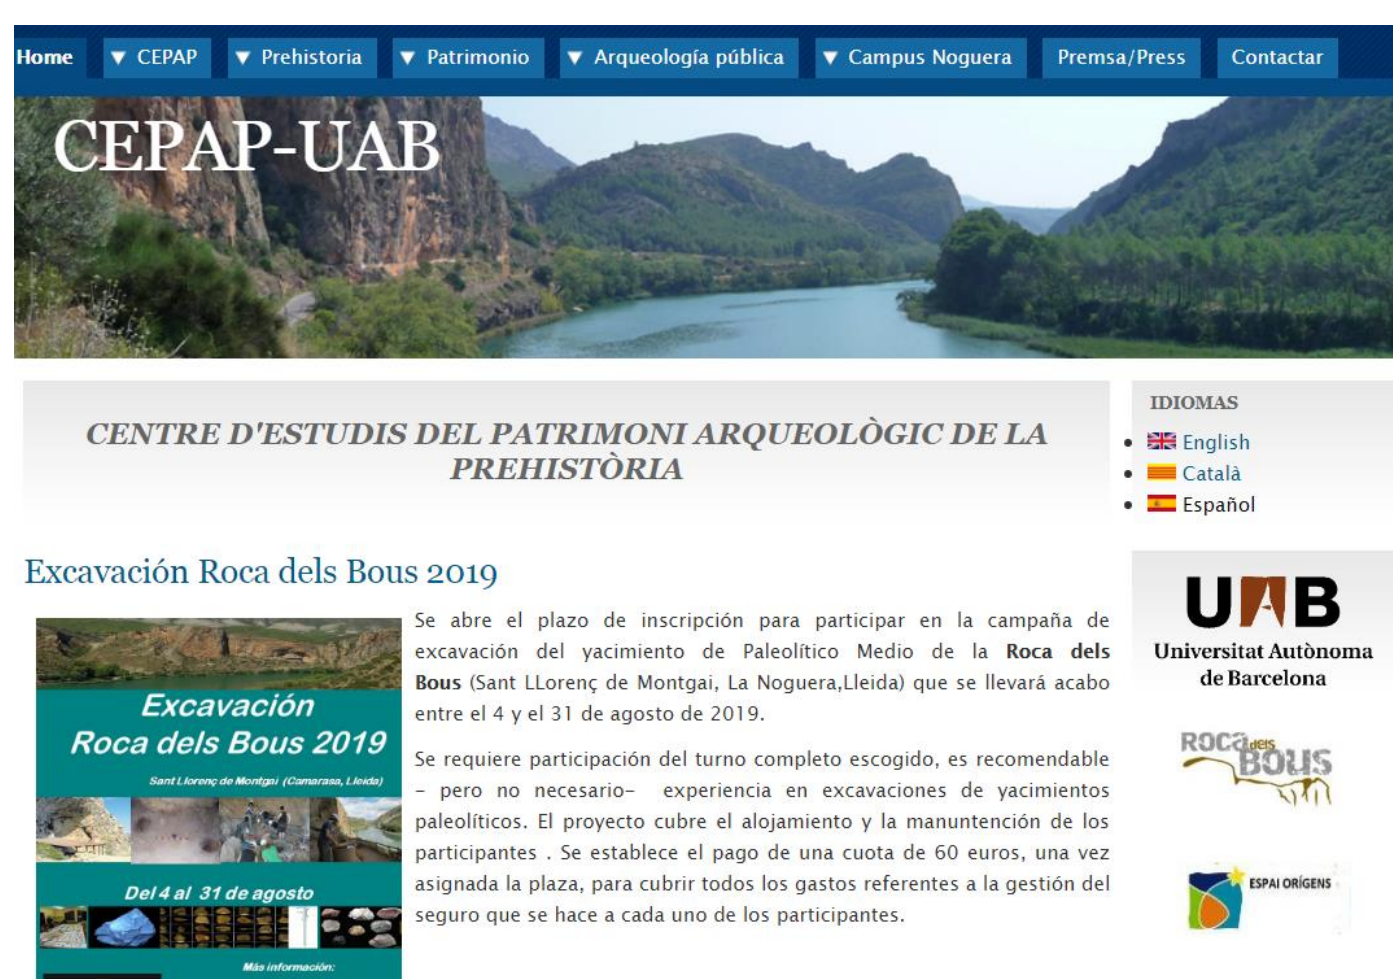 Home ▼ CEPAP ▼ Prehistoria ▼ Patrimonio ▼ Arqueología pública ▼ Campus Noguera Premsa/Press Contactar
CEPAP-UAB
CENTRE D'ESTUDIS DEL PATRIMONI ARQUEOLÒGIC DE LA
PREHISTÒRIA
IDIOMAS
English
Català
Español
Excavación Roca dels Bous 2019
Excavación
Roca dels Bous 2019
Sant Llorenç de Montgai (Camarasa, Lleida)
Del 4 al 31 de agosto
Más información:
Se abre el plazo de inscripción para participar en la campaña de
excavación del yacimiento de Paleolítico Medio de la Roca dels
Bous (Sant LLorenç de Montgai, La Noguera,Lleida) que se llevará acabo
entre el 4 y el 31 de agosto de 2019.
Se requiere participación del turno completo escogido, es recomendable
– pero no necesario– experiencia en excavaciones de yacimientos
paleolíticos. El proyecto cubre el alojamiento y la manuntención de los
participantes . Se establece el pago de una cuota de 60 euros, una vez
asignada la plaza, para cubrir todos los gastos referentes a la gestión del
seguro que se hace a cada uno de los participantes.
UAB
Universitat Autònoma
de Barcelona
ROCA dels
BOUS
ESPAI ORÍGENS